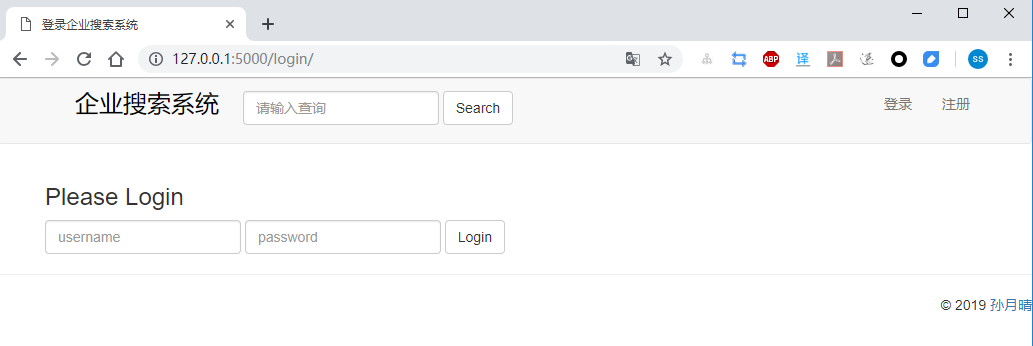 登录企业搜索系统
127.0.0.1:5000/login/
ABP 译 ss
企业搜索系统 请输入查询 Search 登录 注册
Please Login
username password Login
© 2019 孙月晴